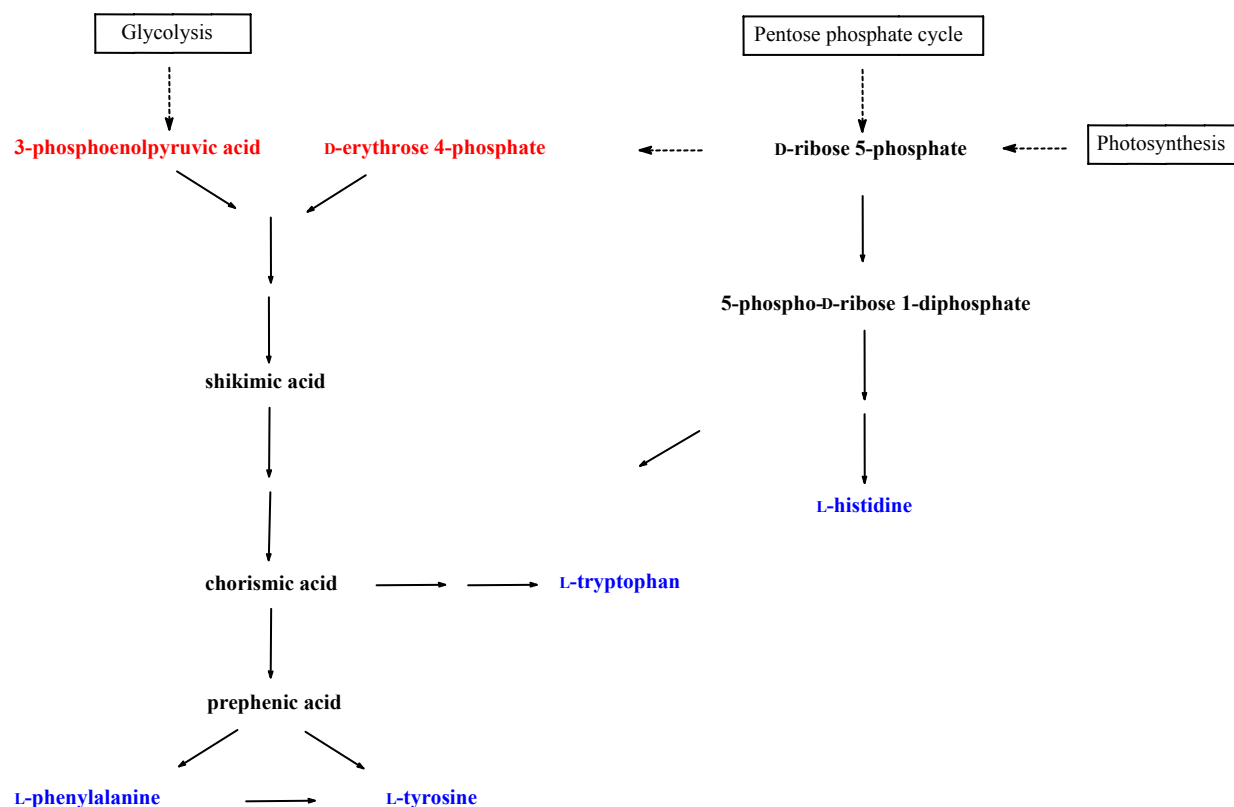 Glycolysis
Pentose phosphate cycle
3-phosphoenolpyruvic acid
D-erythrose 4-phosphate
D-ribose 5-phosphate
Photosynthesis
5-phospho-D-ribose 1-diphosphate
shikimic acid
L-histidine
chorismic acid
L-tryptophan
prephenic acid
L-phenylalanine
L-tyrosine